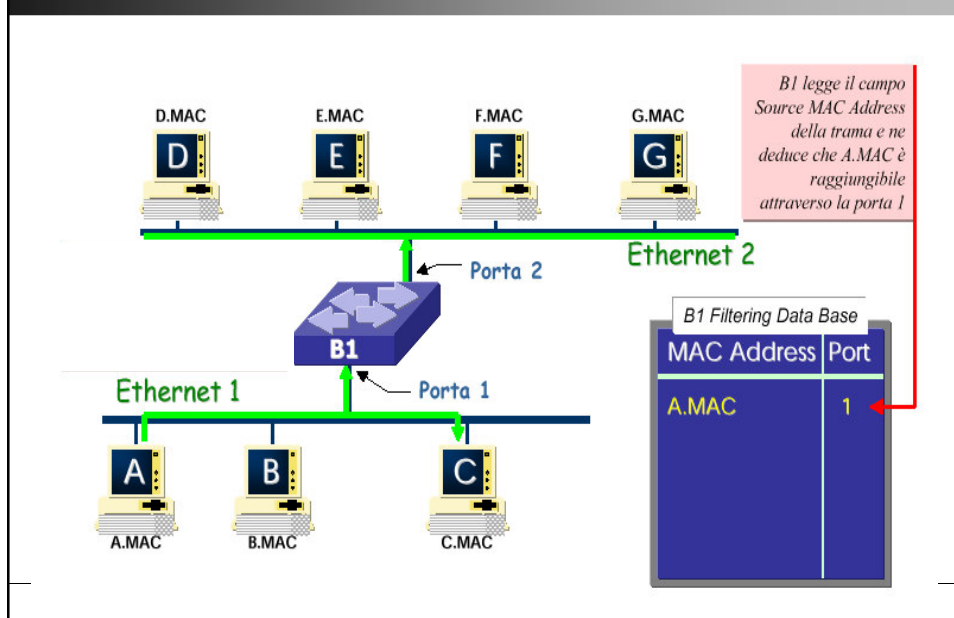 B1 legge il campo
Source MAC Address
della trama e ne
deduce che A.MAC è
raggiungibile
attraverso la porta 1
D.MAC E.MAC F.MAC G.MAC
D E F G
Ethernet 2
Porta 2
B1
Ethernet 1
Porta 1
A B C
A.MAC B.MAC C.MAC
B1 Filtering Data Base
MAC Address Port
A.MAC 1